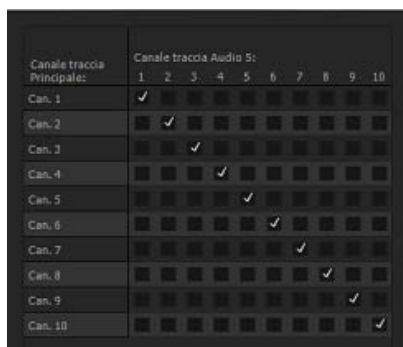 Canale traccia Principale:
Canale traccia Audio 5:
1 2 3 4 5 6 7 8 9 10
Can. 1
Can. 2
Can. 3
Can. 4
Can. 5
Can. 6
Can. 7
Can. 8
Can. 9
Can. 10